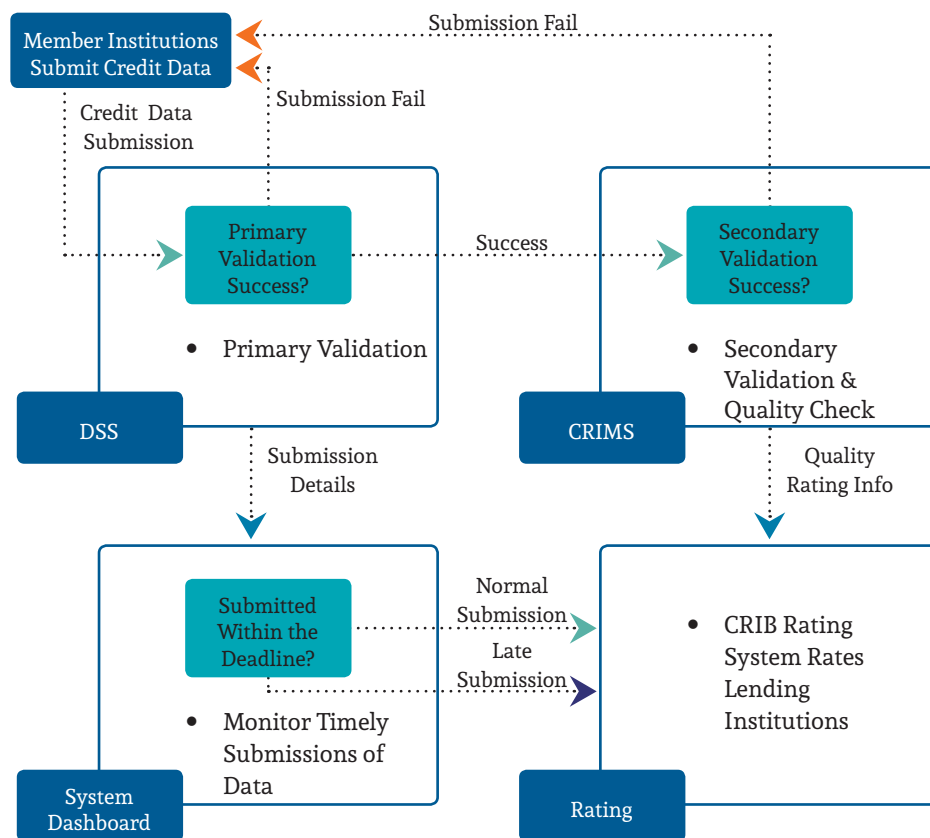 Member Institutions
Submit Credit Data
Submission Fail
Submission Fail
Credit Data
Submission
Primary
Validation
Success?
Success
Secondary
Validation
Success?
• Primary Validation
• Secondary
Validation &
Quality Check
DSS
CRIMS
Submission
Details
Quality
Rating Info
Submitted
Within the
Deadline?
Normal
Submission
Late
Submission
• CRIB Rating
System Rates
Lending
Institutions
• Monitor Timely
Submissions of
Data
System
Dashboard
Rating